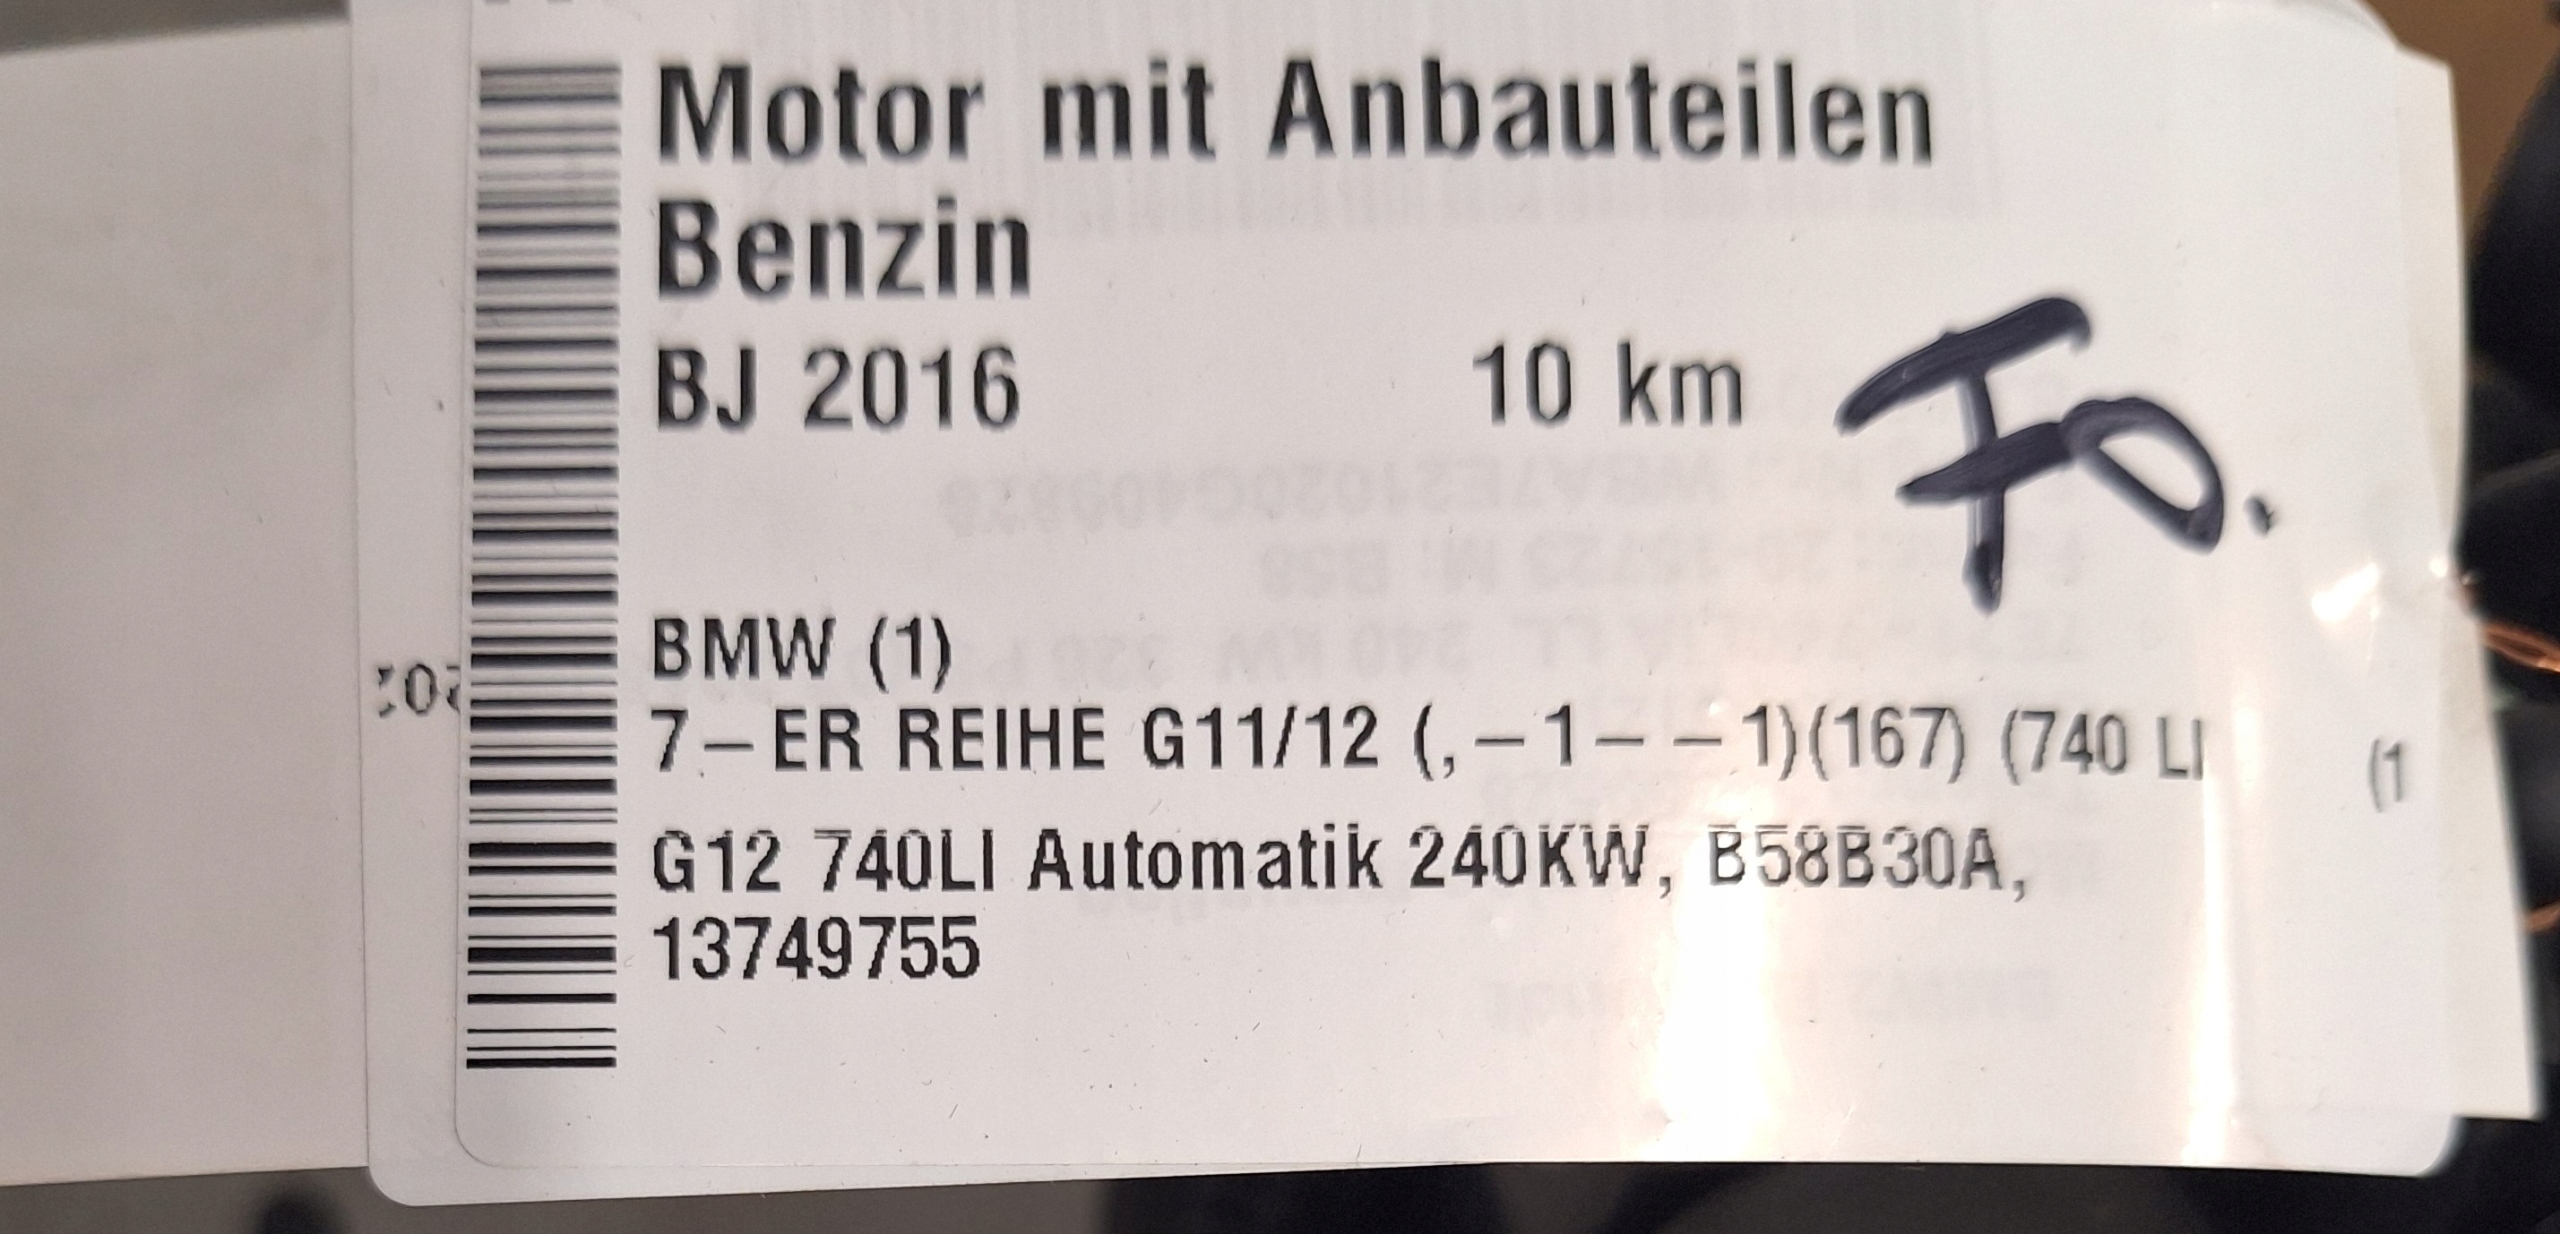 Motor mit Anbauteilen
Benzin
BJ 2016 10 km
Fo.
BMW (1)
7-ER REIHE G11/12 (,-1- -1)(167) (740 LI (1
G12 740LI Automatik 240KW, B58B30A,
13749755